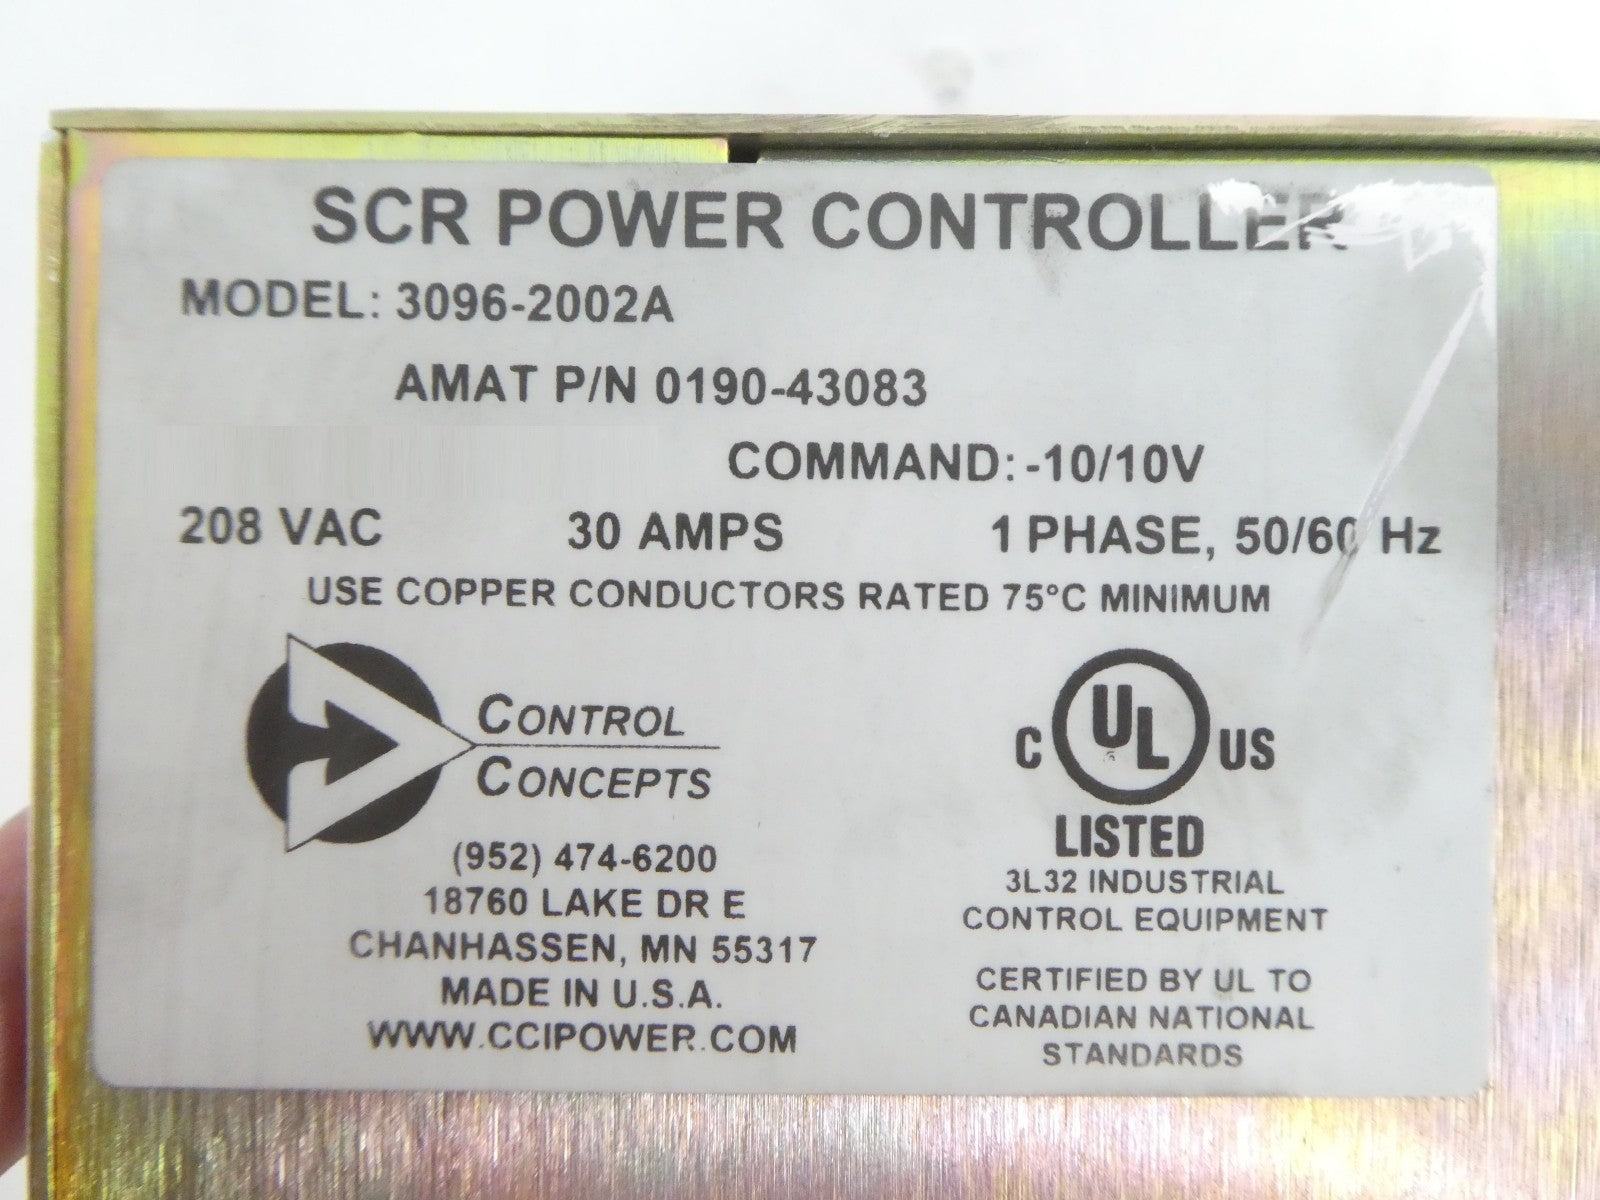 SCR POWER CONTROLLER
MODEL: 3096-2002A
AMAT P/N 0190-43083
COMMAND: -10/10V
208 VAC 30 AMPS 1 PHASE, 50/60 Hz
USE COPPER CONDUCTORS RATED 75°C MINIMUM
CONTROL
CONCEPTS
(952) 474-6200
18760 LAKE DR E
CHANHASSEN, MN 55317
MADE IN U.S.A.
WWW.CCIPOWER.COM
C UL US
LISTED
3L32 INDUSTRIAL
CONTROL EQUIPMENT
CERTIFIED BY UL TO
CANADIAN NATIONAL
STANDARDS